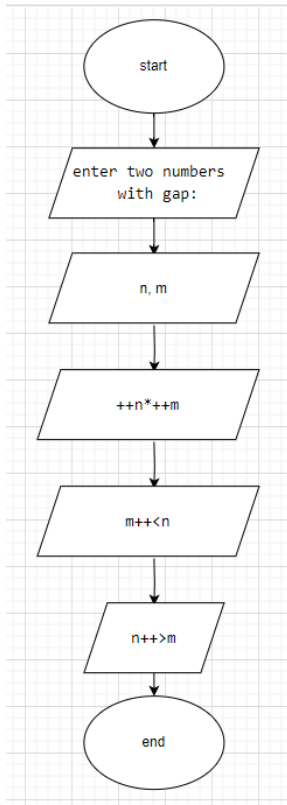 start
enter two numbers
with gap:
n, m
++n*++m
m++<n
n++>m
end